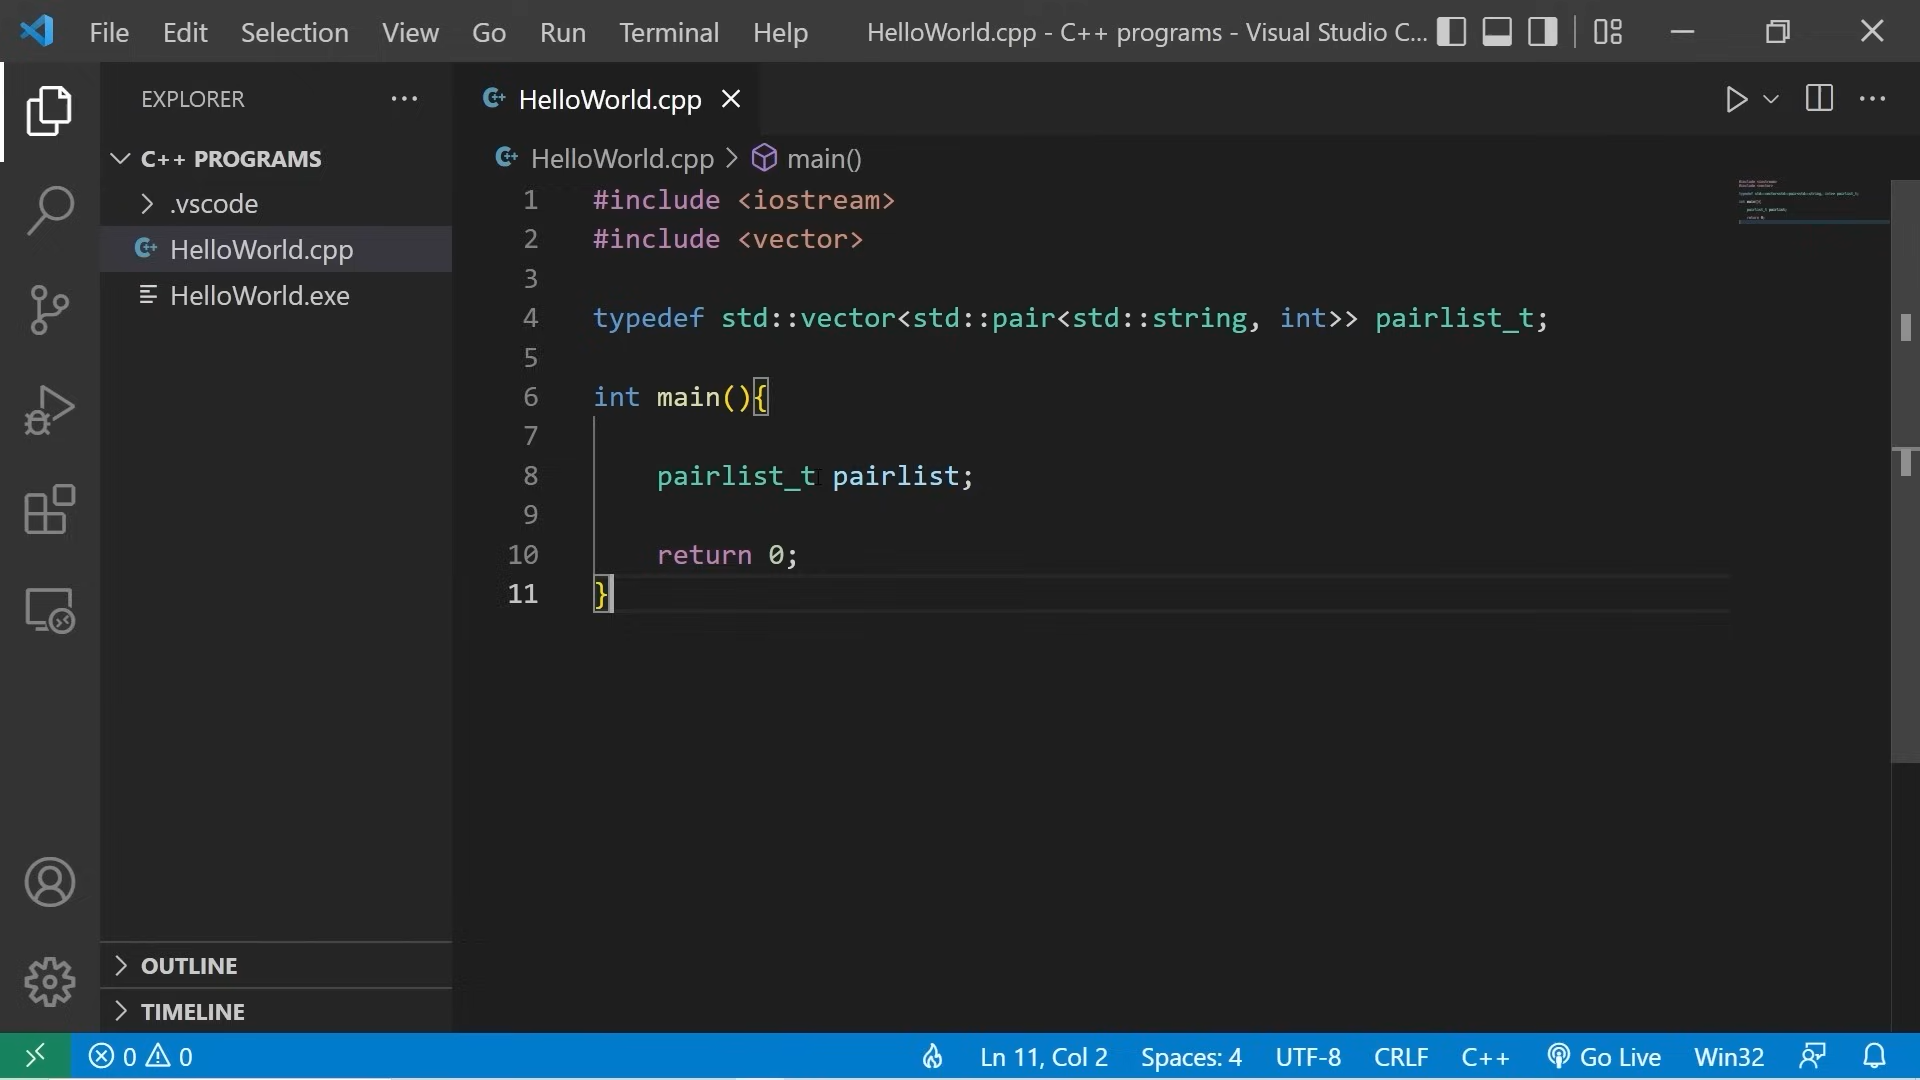 File Edit Selection View Go Run Terminal Help HelloWorld.cpp - C++ programs - Visual Studio C...
EXPLORER
C++ PROGRAMS
.vscode
HelloWorld.cpp
HelloWorld.exe
OUTLINE
TIMELINE
HelloWorld.cpp
HelloWorld.cpp > main()
1 #include <iostream>
2 #include <vector>
3
4 typedef std::vector<std::pair<std::string, int>> pairlist_t;
5
6 int main(){
7
8 pairlist_t pairlist;
9
10 return 0;
11 }
0 0 Ln 11, Col 2 Spaces: 4 UTF-8 CRLF C++ Go Live Win32